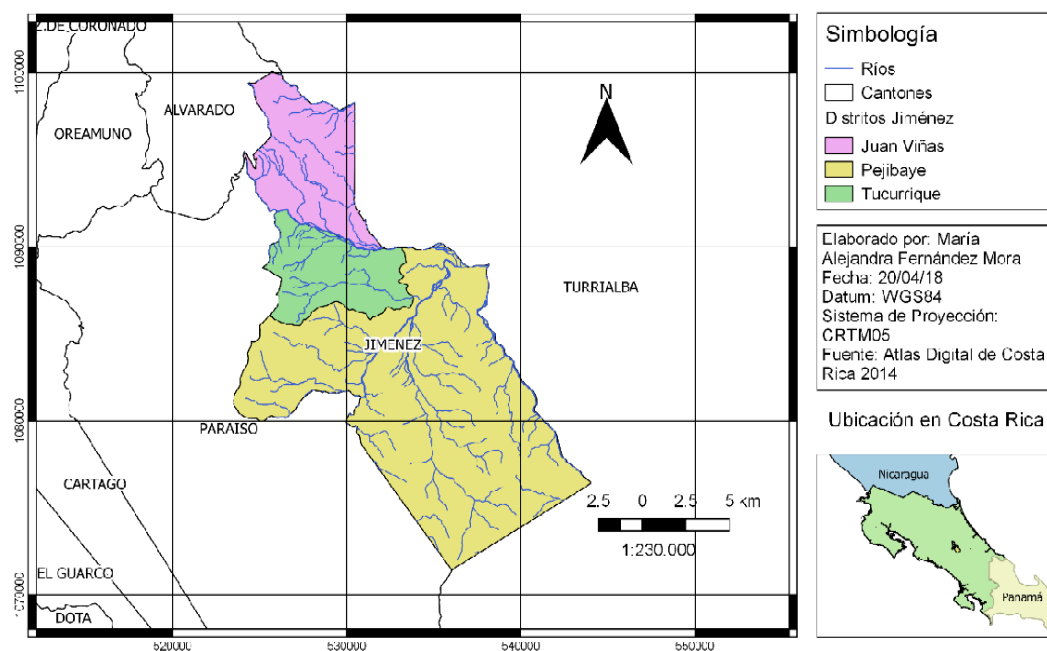 Z.DE CORONADO
ALVARADO
OREAMUNO
N
TURRIALBA
JIMENEZ
PARAISO
CARTAGO
EL GUARCO
DOTA
2.5 0 2.5 5 km
1:230.000
1100000
1090000
1080000
1070000
520000
530000
540000
550000
Simbología
Ríos
Cantones
Distritos Jiménez
Juan Viñas
Pejibaye
Tucurrique
Elaborado por: María
Alejandra Fernández Mora
Fecha: 20/04/18
Datum: WGS84
Sistema de Proyección:
CRTM05
Fuente: Atlas Digital de Costa
Rica 2014
Ubicación en Costa Rica
Nicaragua
Panamá